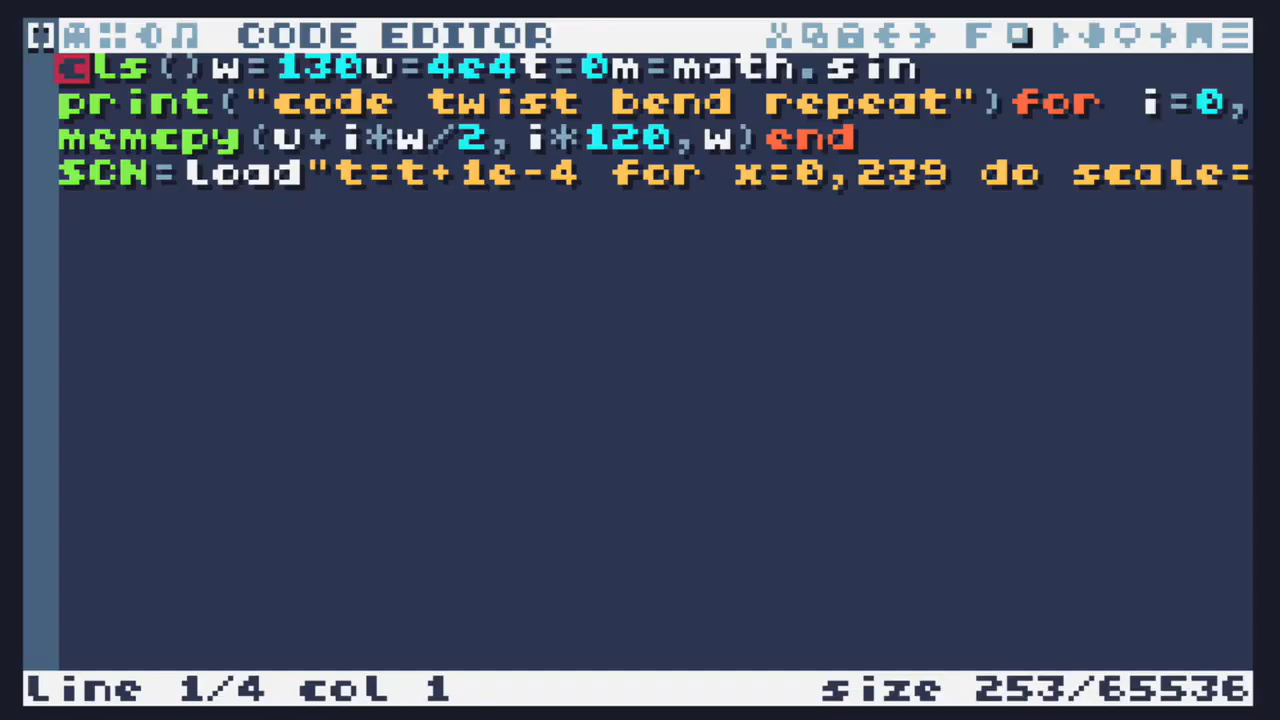 CODE EDITOR
cls()w=130u=4e4t=0m=math.sin
print("code twist bend repeat")for i=0,
memcpy(u+i*w/2,i*120,w)end
SCN=load"t=t+1e-4 for x=0,239 do scale=
line 1/4 col 1
size 253/65536